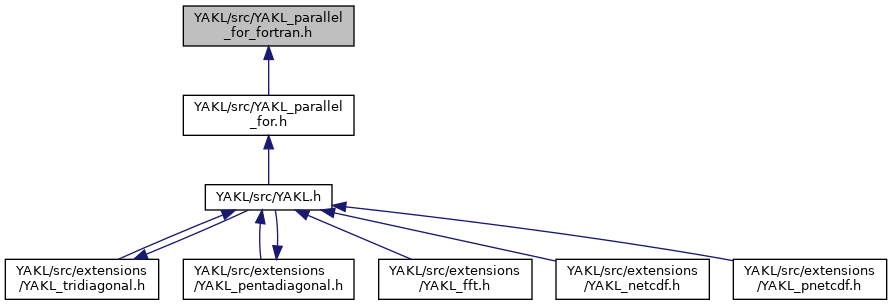 YAKL/src/YAKL_parallel
_for_fortran.h
YAKL/src/YAKL_parallel
_for.h
YAKL/src/YAKL.h
YAKL/src/extensions
/YAKL_tridiagonal.h
YAKL/src/extensions
/YAKL_pentadiagonal.h
YAKL/src/extensions
/YAKL_fft.h
YAKL/src/extensions
/YAKL_netcdf.h
YAKL/src/extensions
/YAKL_pnetcdf.h